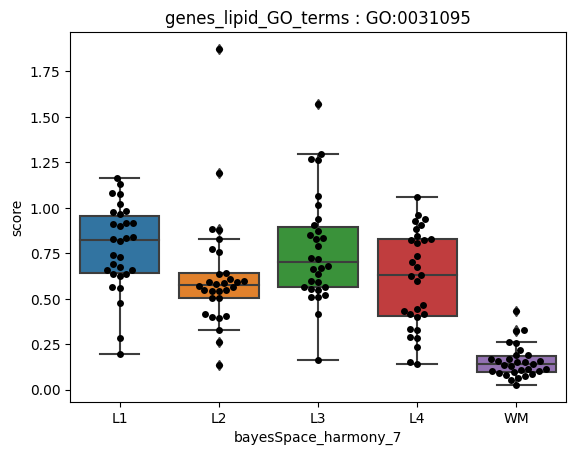 genes_lipid_GO_terms : GO:0031095
score
1.75
1.50
1.25
1.00
0.75
0.50
0.25
0.00
L1 L2 L3 L4 WM
bayesSpace_harmony_7